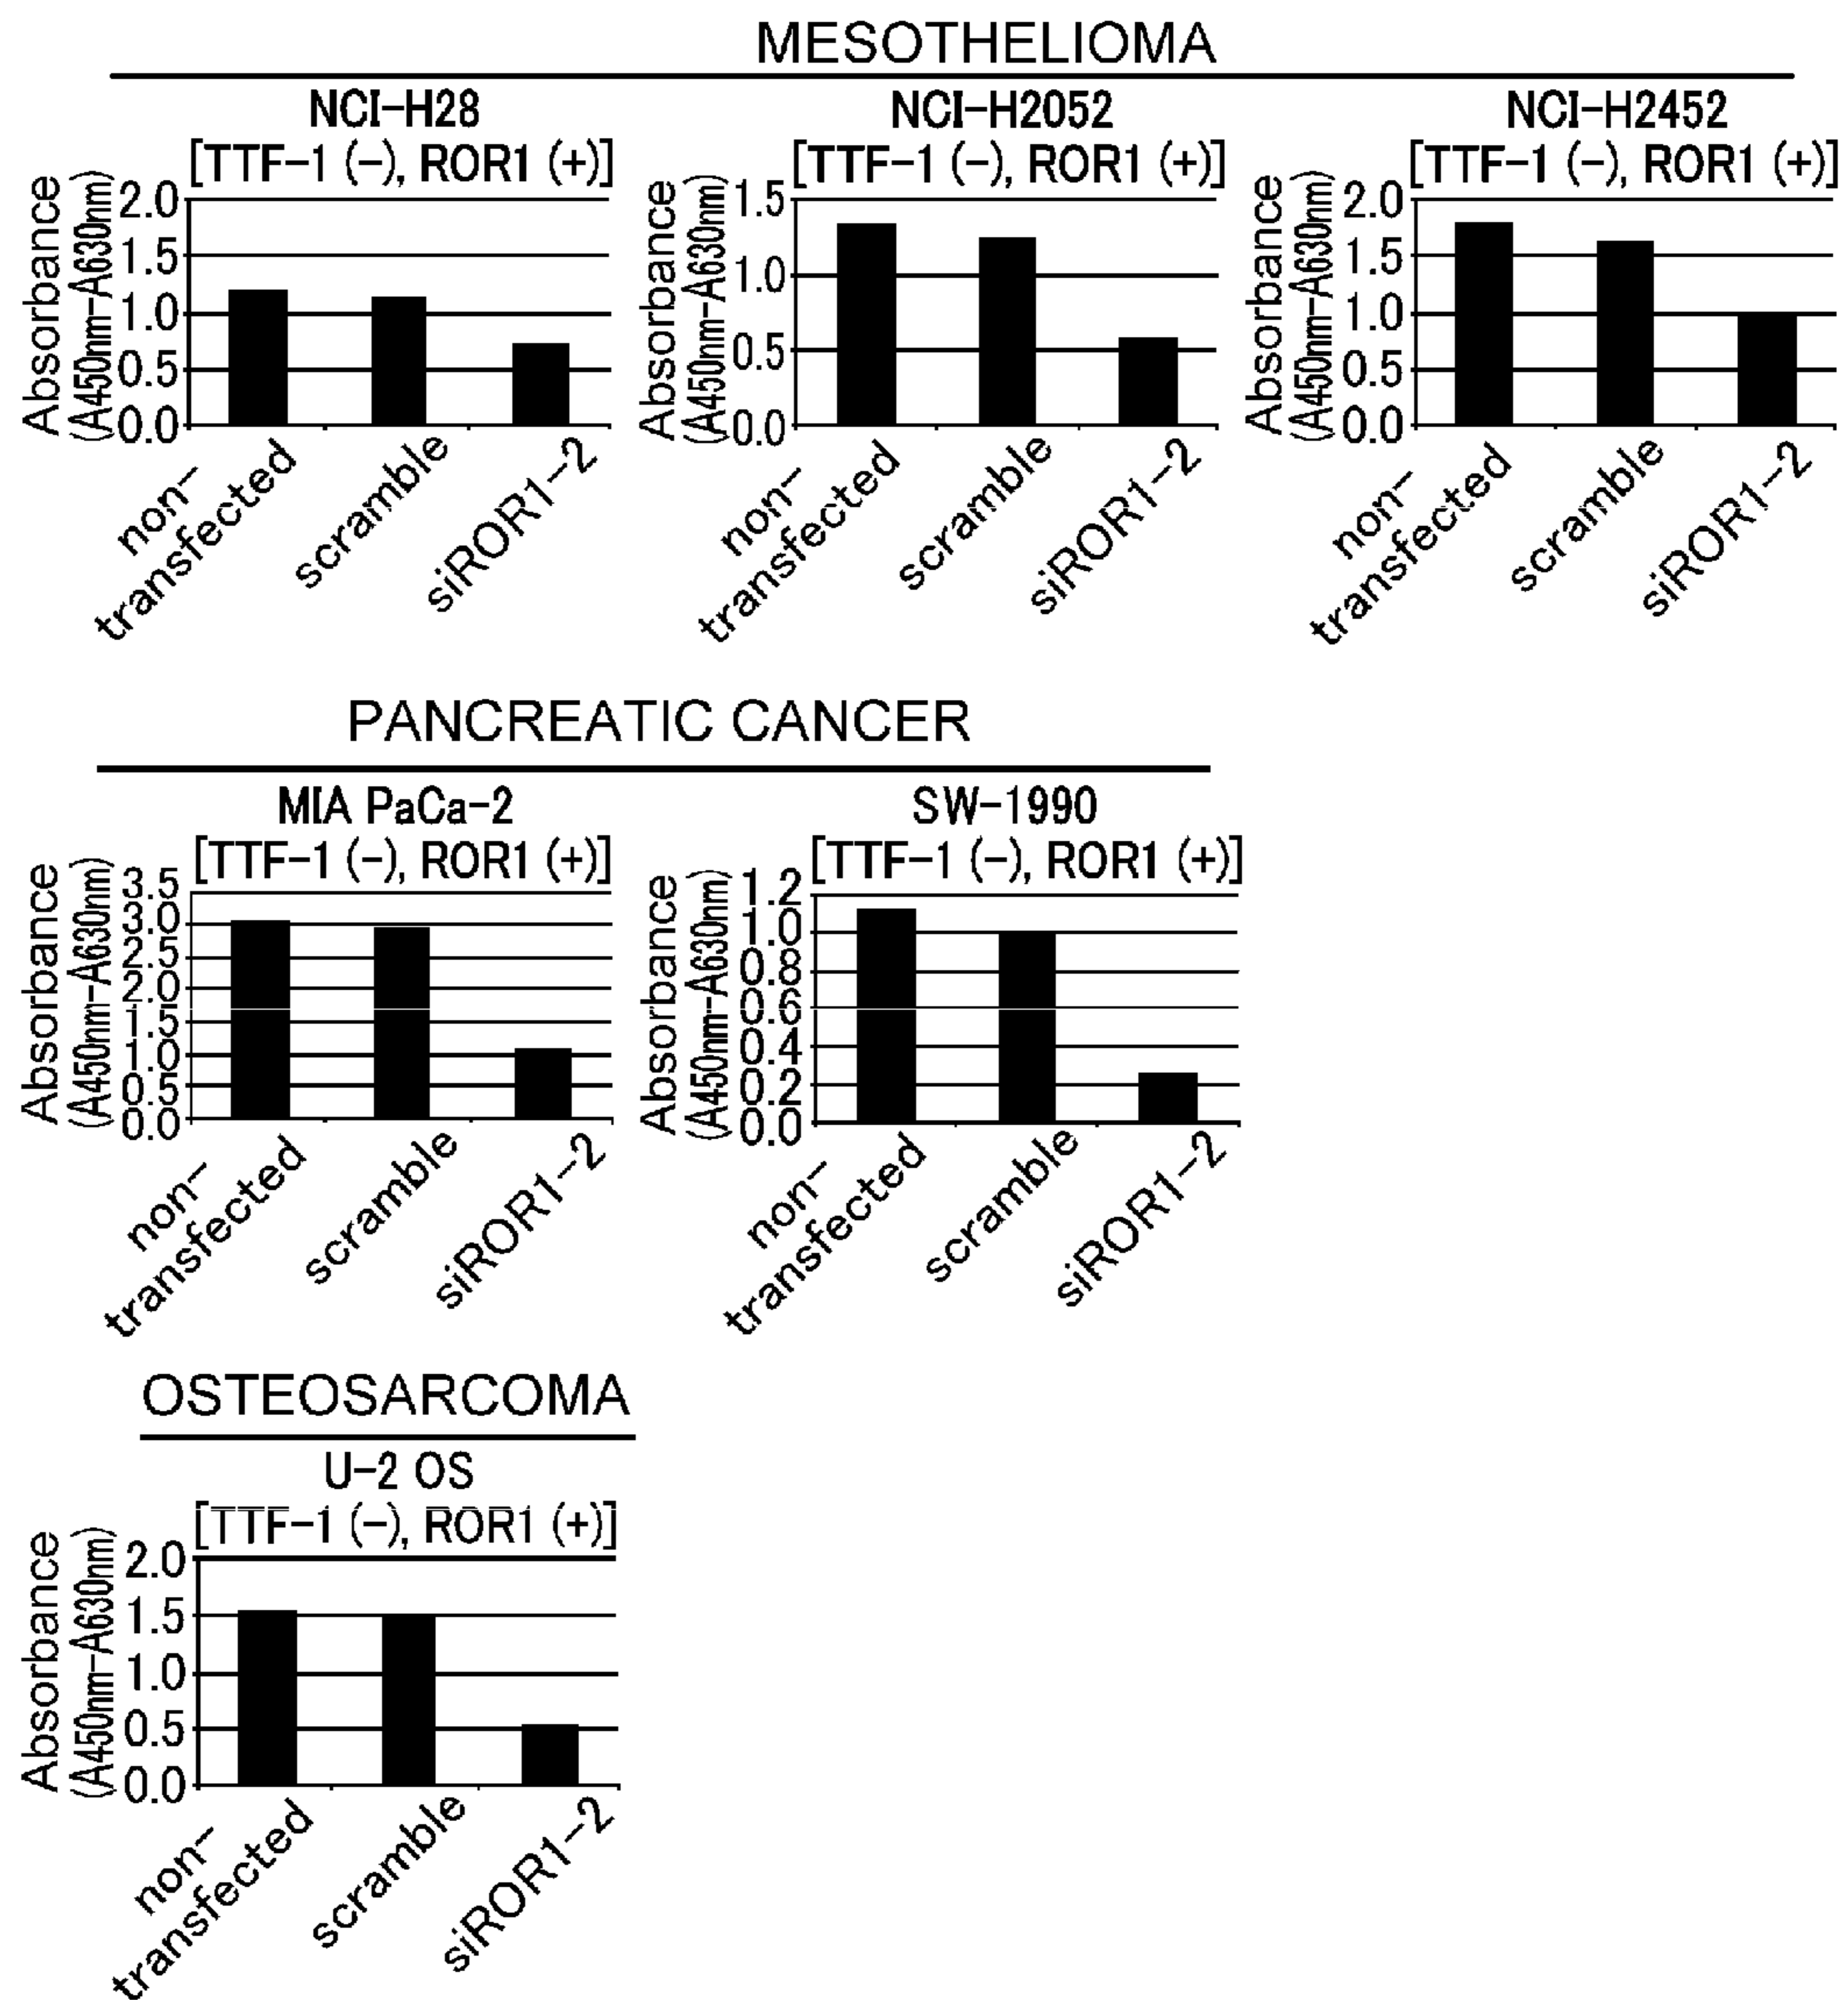 MESOTHELIOMA
NCI-H28
[TTF-1 (-), ROR1 (+)]
Absorbance
(A450nm-A630nm)
2.0
1.5
1.0
0.5
0.0
non-
transfected
scramble
siROR1-2
NCI-H2052
[TTF-1 (-), ROR1 (+)]
Absorbance
(A450nm-A630nm)
1.5
1.0
0.5
0.0
non-
transfected
scramble
siROR1-2
NCI-H2452
[TTF-1 (-), ROR1 (+)]
Absorbance
(A450nm-A630nm)
2.0
1.5
1.0
0.5
0.0
non-
transfected
scramble
siROR1-2
PANCREATIC CANCER
MIA PaCa-2
[TTF-1 (-), ROR1 (+)]
Absorbance
(A450nm-A630nm)
3.5
3.0
2.5
2.0
1.5
1.0
0.5
0.0
non-
transfected
scramble
siROR1-2
SW-1990
[TTF-1 (-), ROR1 (+)]
Absorbance
(A450nm-A630nm)
1.2
1.0
0.8
0.6
0.4
0.2
0.0
non-
transfected
scramble
siROR1-2
OSTEOSARCOMA
U-2 OS
[TTF-1 (-), ROR1 (+)]
Absorbance
(A450nm-A630nm)
2.0
1.5
1.0
0.5
0.0
non-
transfected
scramble
siROR1-2